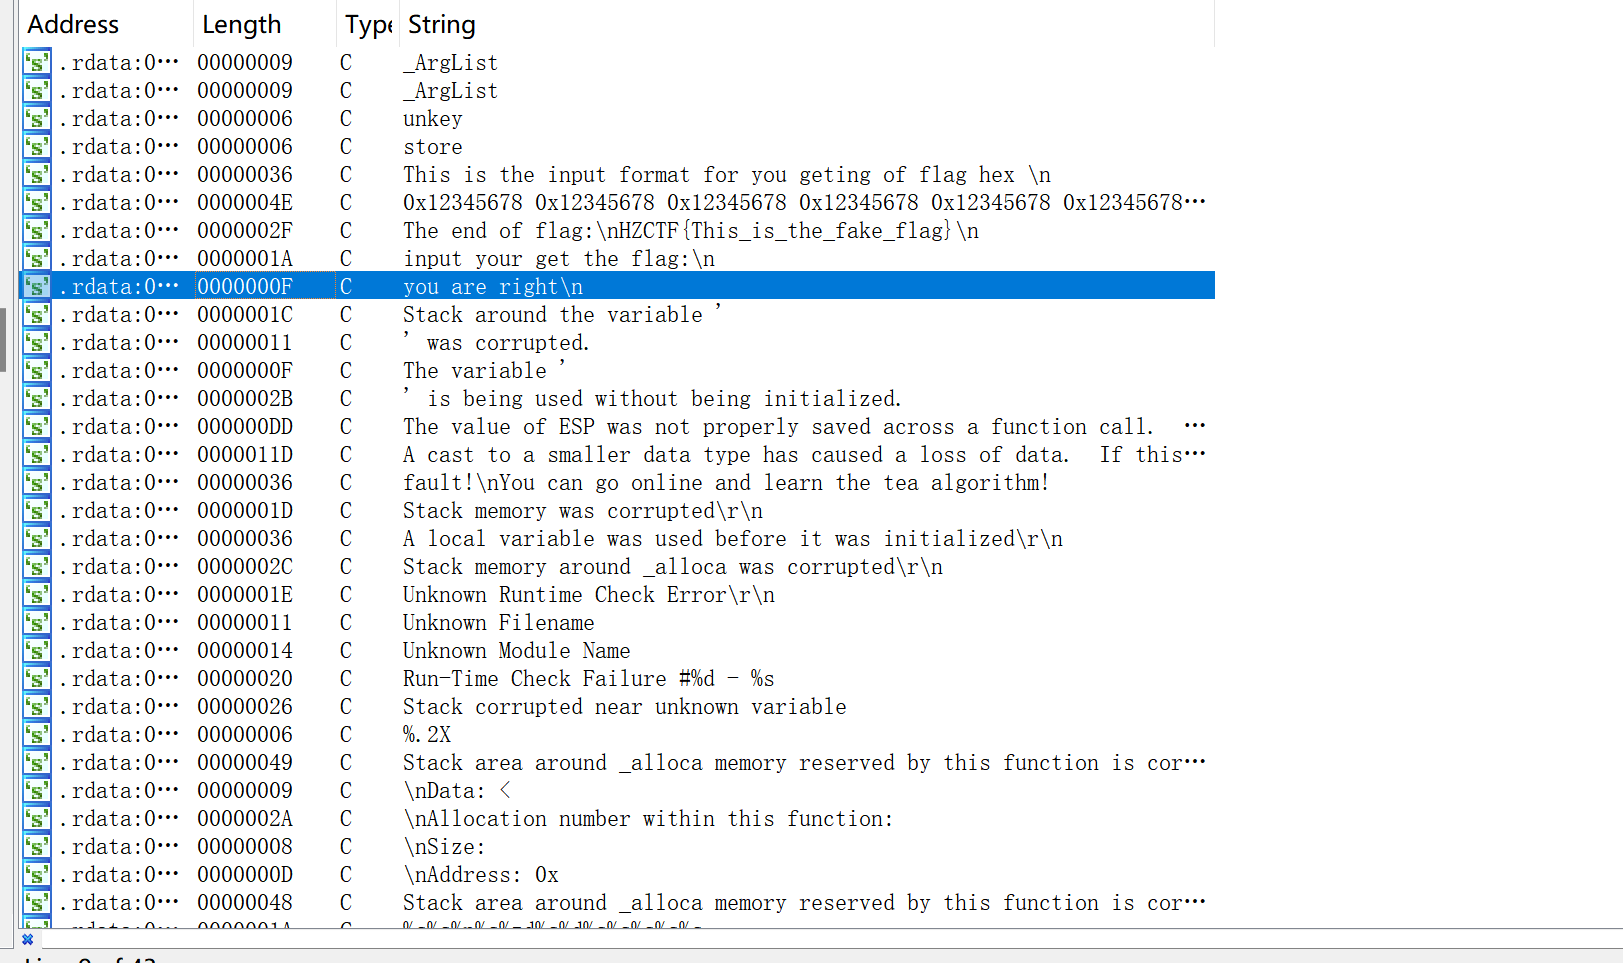 Address Length Type String
.rdata:0··· 00000009 C _ArgList
.rdata:0··· 00000009 C _ArgList
.rdata:0··· 00000006 C unkey
.rdata:0··· 00000006 C store
.rdata:0··· 00000036 C This is the input format for you geting of flag hex \n
.rdata:0··· 0000004E C 0x12345678 0x12345678 0x12345678 0x12345678 0x12345678 0x12345678···
.rdata:0··· 0000002F C The end of flag:\nHZCTF{This_is_the_fake_flag}\n
.rdata:0··· 0000001A C input your get the flag:\n
.rdata:0··· 0000000F C you are right\n
.rdata:0··· 0000001C C Stack around the variable '
.rdata:0··· 00000011 C ' was corrupted.
.rdata:0··· 0000000F C The variable '
.rdata:0··· 0000002B C ' is being used without being initialized.
.rdata:0··· 000000DD C The value of ESP was not properly saved across a function call. ···
.rdata:0··· 0000011D C A cast to a smaller data type has caused a loss of data.  If this···
.rdata:0··· 00000036 C fault!\nYou can go online and learn the tea algorithm!
.rdata:0··· 0000001D C Stack memory was corrupted\r\n
.rdata:0··· 00000036 C A local variable was used before it was initialized\r\n
.rdata:0··· 0000002C C Stack memory around _alloca was corrupted\r\n
.rdata:0··· 0000001E C Unknown Runtime Check Error\r\n
.rdata:0··· 00000011 C Unknown Filename
.rdata:0··· 00000014 C Unknown Module Name
.rdata:0··· 00000020 C Run-Time Check Failure #%d - %s
.rdata:0··· 00000026 C Stack corrupted near unknown variable
.rdata:0··· 00000006 C %.2X
.rdata:0··· 00000049 C Stack area around _alloca memory reserved by this function is cor···
.rdata:0··· 00000009 C \nData: <
.rdata:0··· 0000002A C \nAllocation number within this function:
.rdata:0··· 00000008 C \nSize:
.rdata:0··· 0000000D C \nAddress: 0x
.rdata:0··· 00000048 C Stack area around _alloca memory reserved by this function is cor···